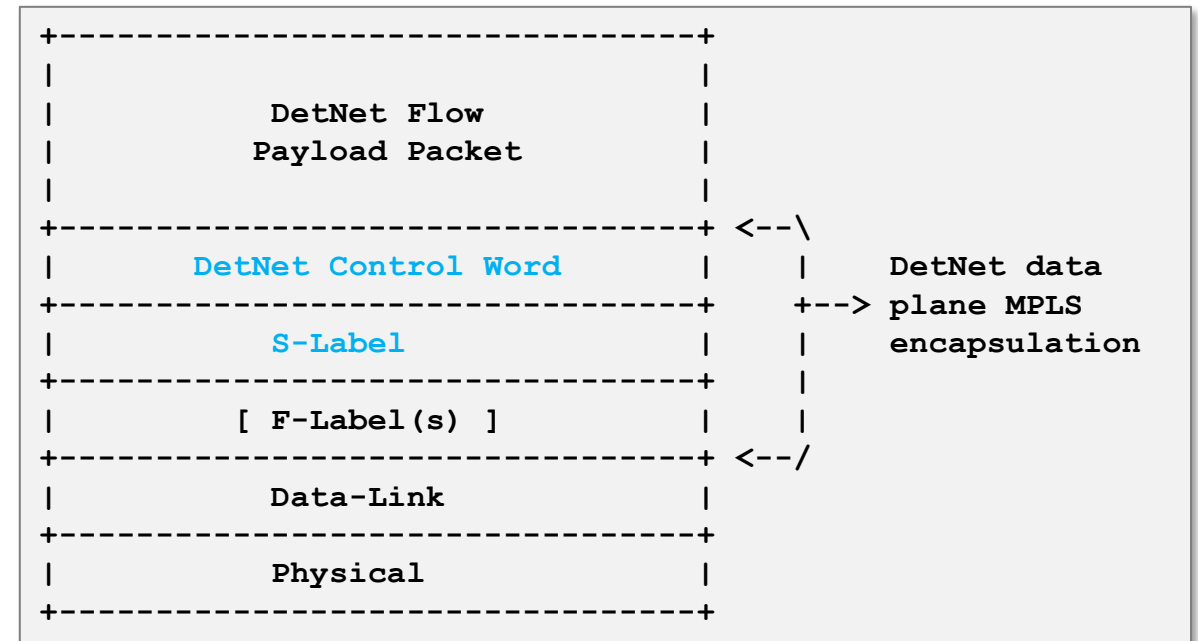 +---------------------------------+
|                                 |
|           DetNet Flow           |
|          Payload Packet         |
|                                 |
+---------------------------------+ <--\
|       DetNet Control Word       |    |    DetNet data
+---------------------------------+    +--> plane MPLS
|           S-Label               |    |    encapsulation
+---------------------------------+    |
|         [ F-Label(s) ]          |    |
+---------------------------------+ <--/
|           Data-Link             |
+---------------------------------+
|           Physical              |
+---------------------------------+